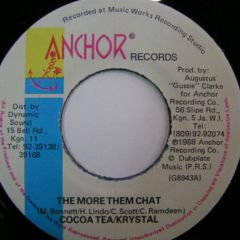 Recorded at Music Works Recording Studio
ANCHOR®
RECORDS
Dist. by
Dynamic
Sound
15 Bell Rd.
Kgn. 11
Tel: 92-39138/
39168
Prod. by:
Augustus
"Gussie" Clarke
for Anchor
Recording Co.
56 Slipe Rd.,
Kgn. 5 Ja. W.I.
Tel:
(809)92-92074
℗1988 Anchor
Recording Co.
© Dubplate
Music (P.R.S.)
(G8943A)
THE MORE THEM CHAT
(M. Bennett/H. Lindo/C. Scott/C. Ramdeen)
COCOA TEA/KRYSTAL